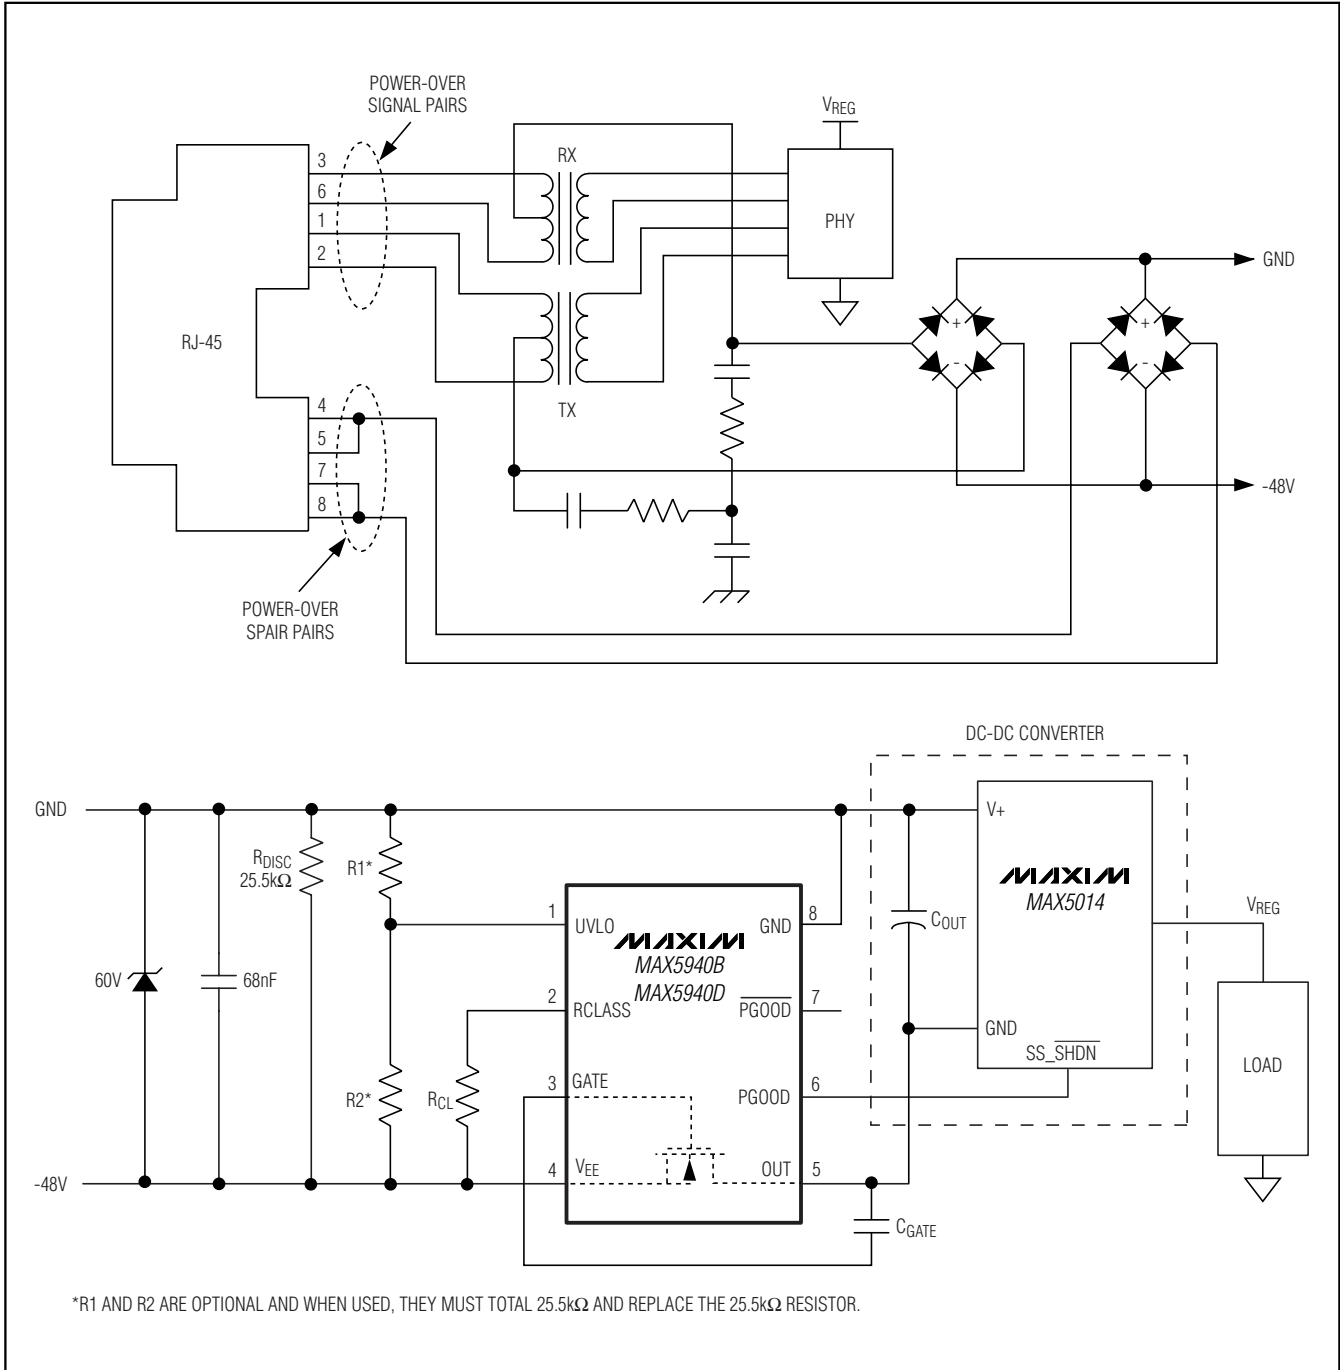 POWER-OVER
SIGNAL PAIRS
VREG
RX
3
6
1
2
PHY
GND
+
+
RJ-45
-
-
TX
4
5
7
8
-48V
POWER-OVER
SPAIR PAIRS
DC-DC CONVERTER
GND
V+
RDISC
25.5kΩ
R1*
MAXIM
MAX5014
1
UVLO
GND
8
COUT
VREG
MAXIM
MAX5940B
MAX5940D
60V
68nF
2
RCLASS
PGOOD
7
GND
SS_SHDN
LOAD
3
GATE
R2*
RCL
PGOOD
6
-48V
4
VEE
OUT
5
CGATE
*R1 AND R2 ARE OPTIONAL AND WHEN USED, THEY MUST TOTAL 25.5kΩ AND REPLACE THE 25.5kΩ RESISTOR.